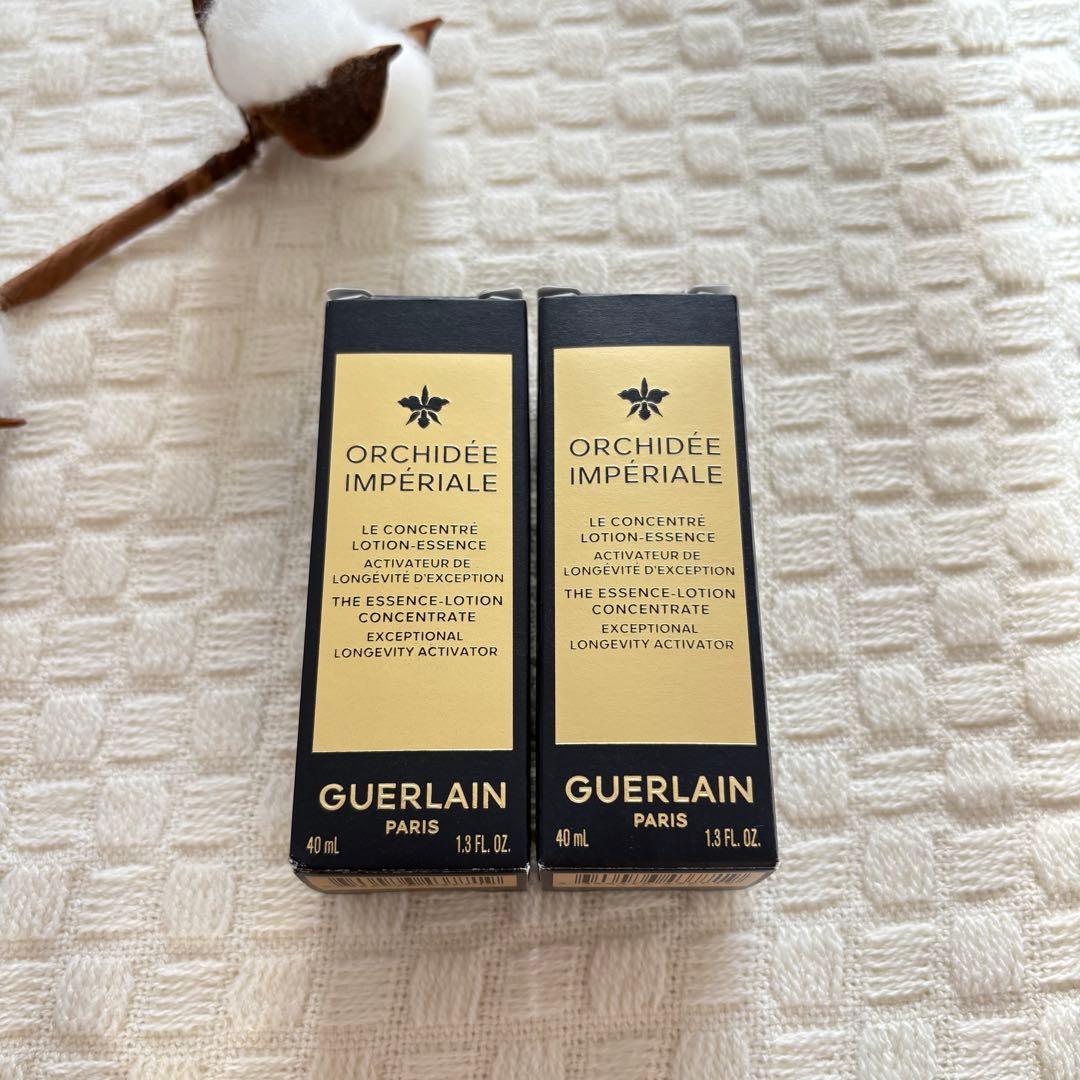 ORCHIDÉE
IMPÉRIALE
LE CONCENTRÉ
LOTION-ESSENCE
ACTIVATEUR DE
LONGÉVITÉ D'EXCEPTION
THE ESSENCE-LOTION
CONCENTRATE
EXCEPTIONAL
LONGEVITY ACTIVATOR
GUERLAIN
PARIS
40 mL 1.3 FL. OZ.
ORCHIDÉE
IMPÉRIALE
LE CONCENTRÉ
LOTION-ESSENCE
ACTIVATEUR DE
LONGÉVITÉ D'EXCEPTION
THE ESSENCE-LOTION
CONCENTRATE
EXCEPTIONAL
LONGEVITY ACTIVATOR
GUERLAIN
PARIS
40 mL 1.3 FL. OZ.